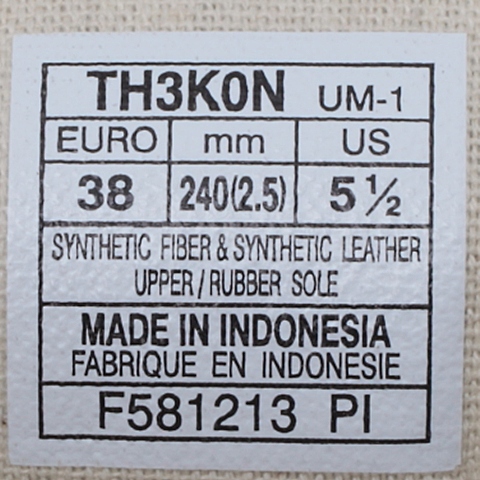 TH3K0N UM-1
EURO mm US
38 240(2.5) 5 ½
SYNTHETIC FIBER & SYNTHETIC LEATHER
UPPER / RUBBER SOLE
MADE IN INDONESIA
FABRIQUE EN INDONESIE
F581213 PI